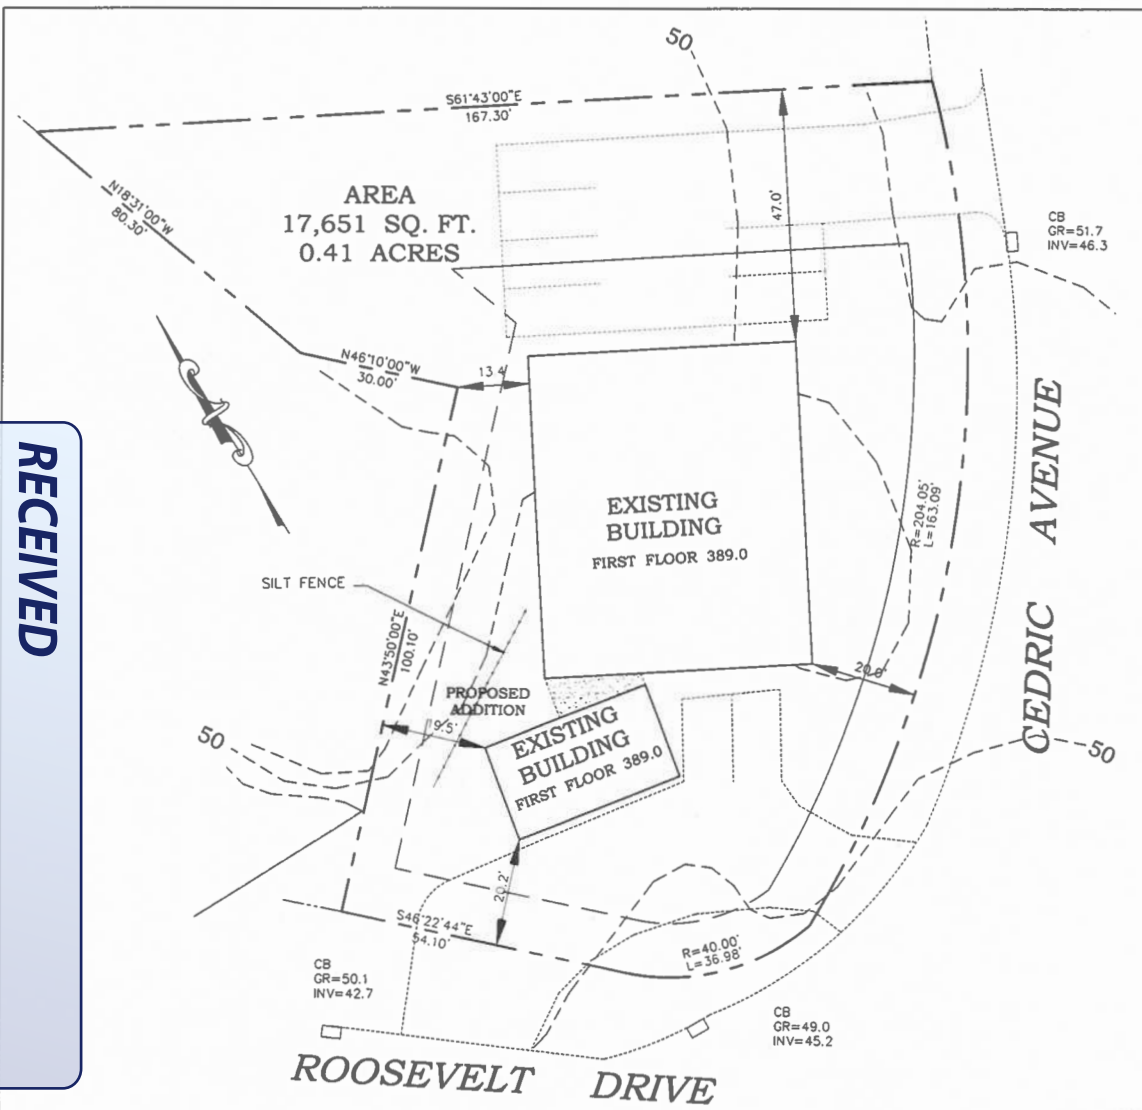 50
S61°43'00"E
167.30'
N18°31'00"W
80.30'
AREA
17,651 SQ. FT.
0.41 ACRES
47.0'
CB
GR=51.7
INV=46.3
N46°10'00"W
30.00'
13.4
RECEIVED
EXISTING
BUILDING
FIRST FLOOR 389.0
R=204.05'
L=163.09'
CEDRIC AVENUE
SILT FENCE
N43°50'00"E
100.10'
20.0'
PROPOSED
ADDITION
19.5'
50
EXISTING
BUILDING
FIRST FLOOR 389.0
50
20.2'
S46°22'44"E
54.10'
R=40.00'
L=36.98'
CB
GR=50.1
INV=42.7
CB
GR=49.0
INV=45.2
ROOSEVELT DRIVE